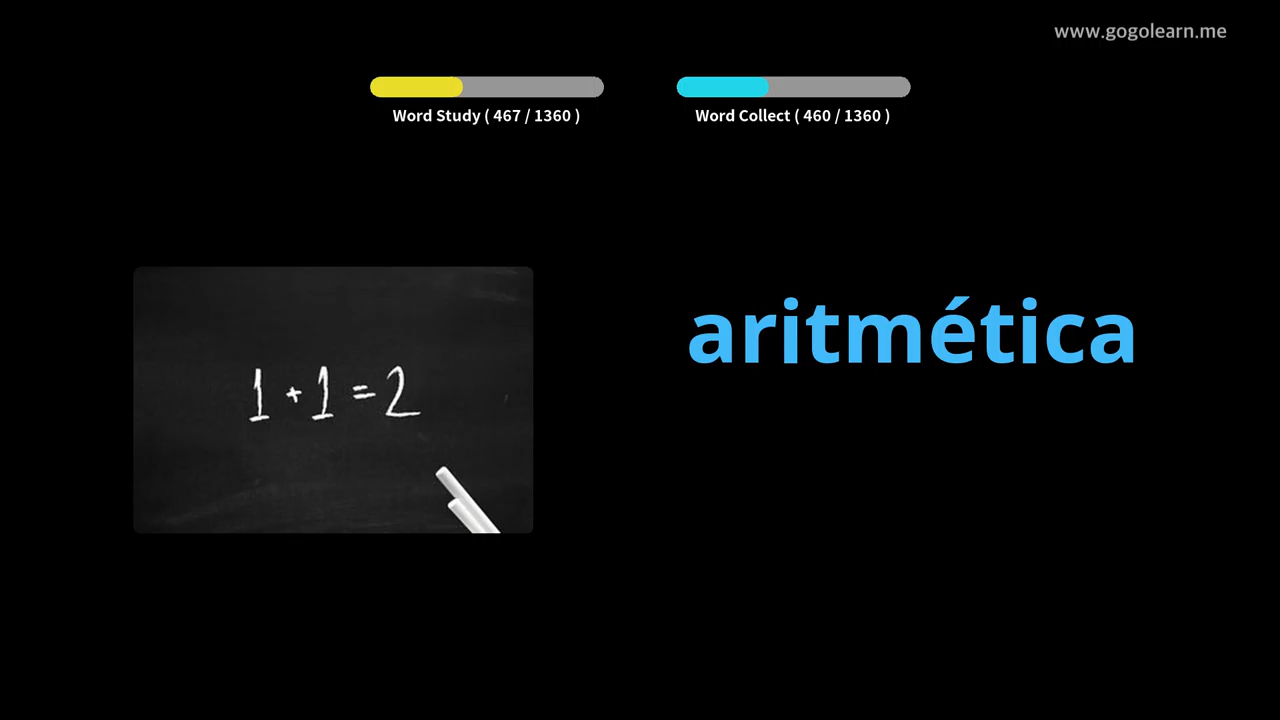 www.gogolearn.me
Word Study ( 467 / 1360 )
Word Collect ( 460 / 1360 )
aritmética
1 + 1 = 2